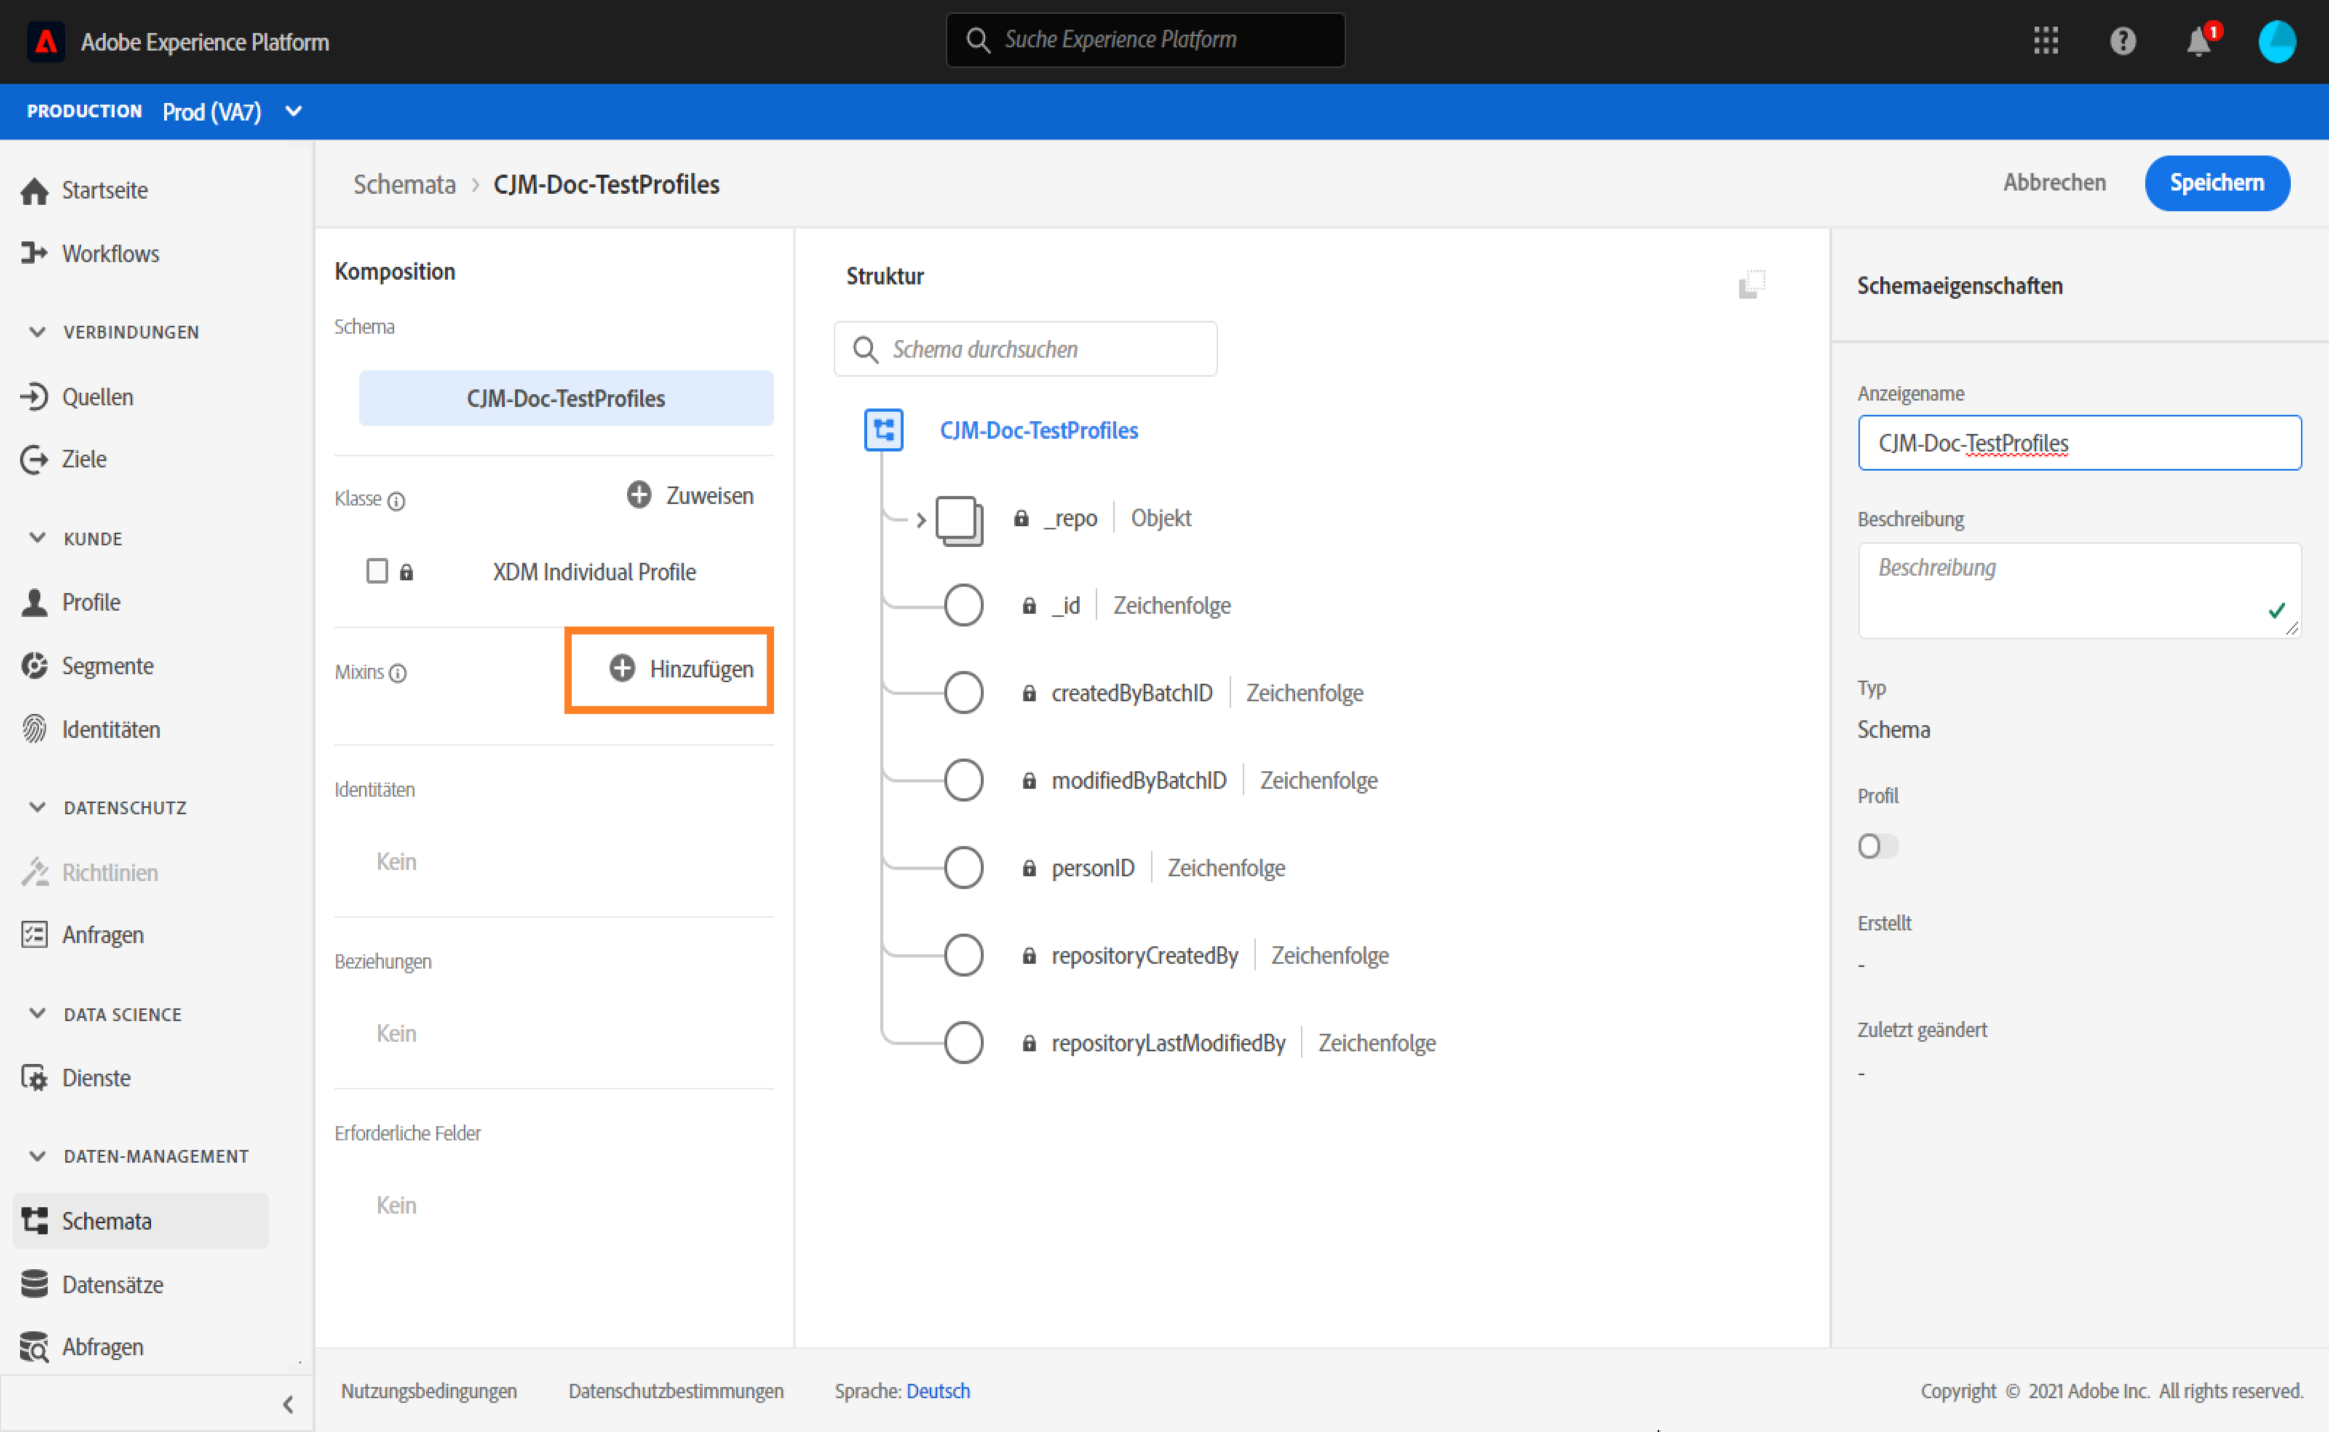 Adobe Experience Platform
Suche Experience Platform
1
PRODUCTION Prod (VA7)
Startseite
Workflows
VERBINDUNGEN
Quellen
Ziele
KUNDE
Profile
Segmente
Identitäten
DATENSCHUTZ
Richtlinien
Anfragen
DATA SCIENCE
Dienste
DATEN-MANAGEMENT
Schemata
Datensätze
Abfragen
Schemata > CJM-Doc-TestProfiles
Abbrechen
Speichern
Komposition
Schema
CJM-Doc-TestProfiles
Klasse
Zuweisen
XDM Individual Profile
Mixins
Hinzufügen
Identitäten
Kein
Beziehungen
Kein
Erforderliche Felder
Kein
Struktur
Schema durchsuchen
CJM-Doc-TestProfiles
_repo | Objekt
_id | Zeichenfolge
createdByBatchID | Zeichenfolge
modifiedByBatchID | Zeichenfolge
personID | Zeichenfolge
repositoryCreatedBy | Zeichenfolge
repositoryLastModifiedBy | Zeichenfolge
Schemaeigenschaften
Anzeigename
CJM-Doc-TestProfiles
Beschreibung
Beschreibung
Typ
Schema
Profil
Erstellt
-
Zuletzt geändert
-
Nutzungsbedingungen
Datenschutzbestimmungen
Sprache: Deutsch
Copyright © 2021 Adobe Inc. All rights reserved.